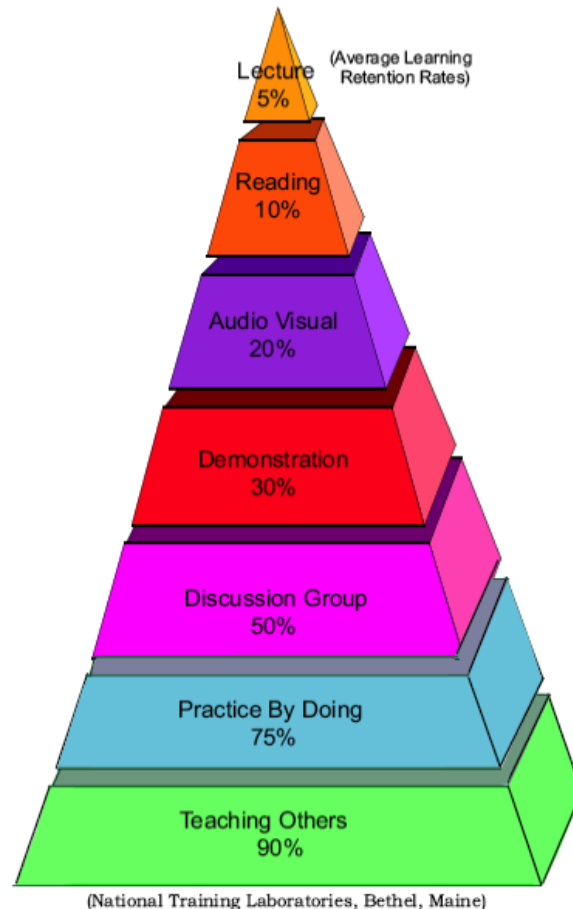 Lecture
5%
(Average Learning
Retention Rates)
Reading
10%
Audio Visual
20%
Demonstration
30%
Discussion Group
50%
Practice By Doing
75%
Teaching Others
90%
(National Training Laboratories, Bethel, Maine)